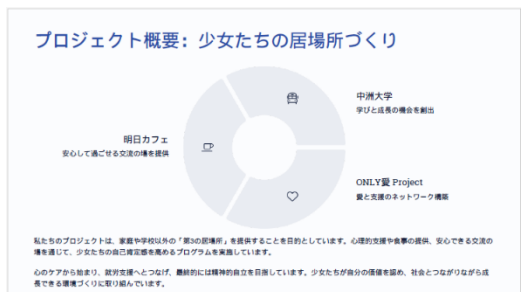 プロジェクト概要: 少女たちの居場所づくり
中洲大学
学びと成長の機会を創出
明日カフェ
安心して過ごせる交流の場を提供
ONLY愛 Project
愛と支援のネットワーク構築
私たちのプロジェクトは、家庭や学校以外の「第3の居場所」を提供することを目的としています。心理的支援や食事の提供、安心できる交流の
場を通じて、少女たちの自己肯定感を高めるプログラムを実施しています。
心のケアから始まり、就労支援へとつなげ、最終的には精神的自立を目指しています。少女たちが自分の価値を認め、社会とつながりながら成
長できる環境づくりに取り組んでいます。